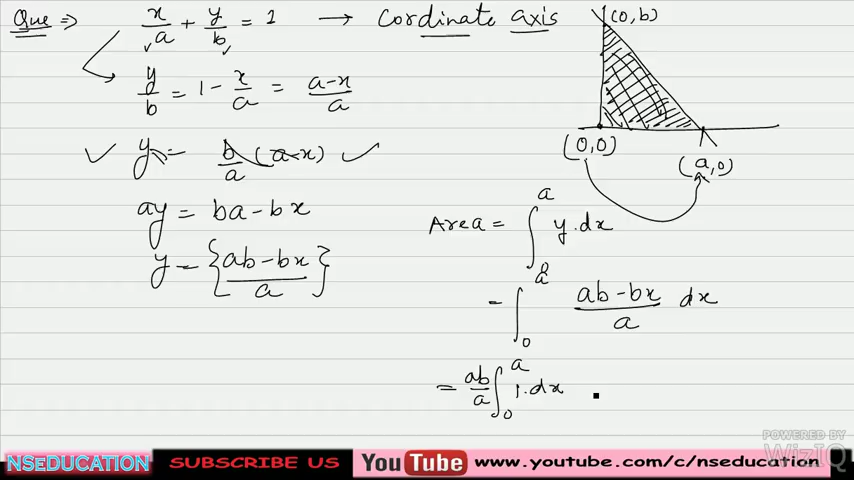 Que ⇒ x/a + y/b = 1 → Cordinate axis
y/b = 1 - x/a = a-x/a
✓ y = b/a (a-x) ✓
ay = ba - bx
y = {ab - bx/a}
(0,b)
(0,0)
(a,0)
Area = ∫₀ᵃ y.dx
= ∫₀ᵃ ab - bx/a dx
= ab/a ∫₀ᵃ 1.dx
POWERED BY
WizIQ
NSEDUCATION SUBSCRIBE US YouTube www.youtube.com/c/nseducation